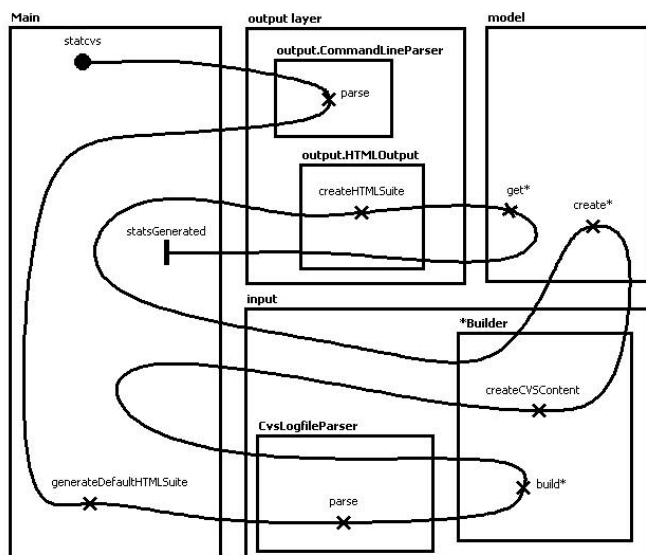 Main
output layer
model
statcvs
output.CommandLineParser
parse
output.HTMLOutput
createHTMLSuite
get*
create*
statsGenerated
input
*Builder
createCVSContent
CvsLogfileParser
generateDefaultHTMLSuite
parse
build*